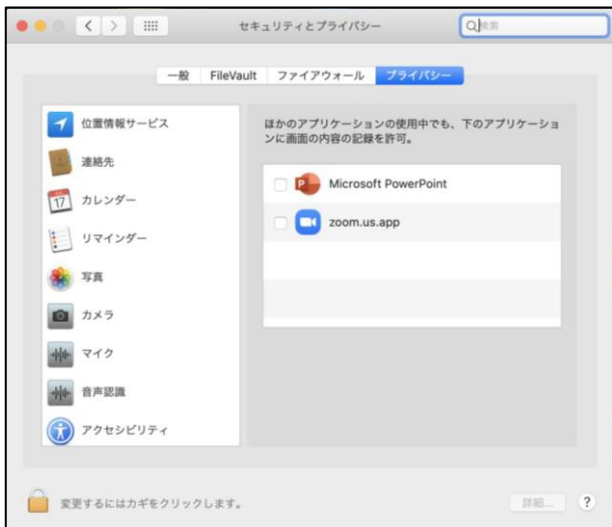 セキュリティとプライバシー
検索
一般 FileVault ファイアウォール プライバシー
位置情報サービス
連絡先
17 カレンダー
リマインダー
写真
カメラ
マイク
音声認識
アクセシビリティ
ほかのアプリケーションの使用中でも、下のアプリケーショ
ンに画面の内容の記録を許可。
P Microsoft PowerPoint
zoom.us.app
変更するにはカギをクリックします。
詳細... ?